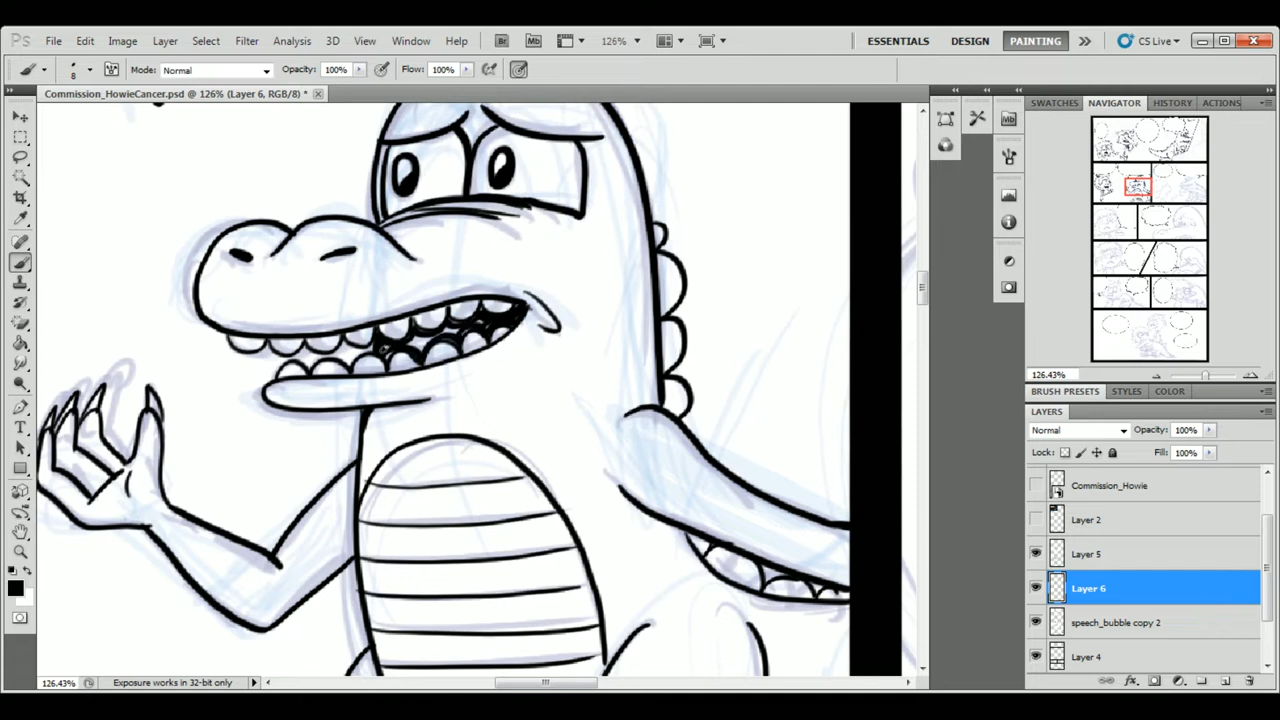 Ps File Edit Image Layer Select Filter Analysis 3D View Window Help Br Mb 126% ESSENTIALS DESIGN PAINTING CS Live
8 Mode: Normal Opacity: 100% Flow: 100%
Commission_HowieCancer.psd @ 126% (Layer 6, RGB/8) *
SWATCHES NAVIGATOR HISTORY ACTIONS
Mb
126.43%
BRUSH PRESETS STYLES COLOR
LAYERS
Normal Opacity: 100%
Lock: Fill: 100%
Commission_Howie
Layer 2
Layer 5
Layer 6
speech_bubble copy 2
Layer 4
126.43% Exposure works in 32-bit only